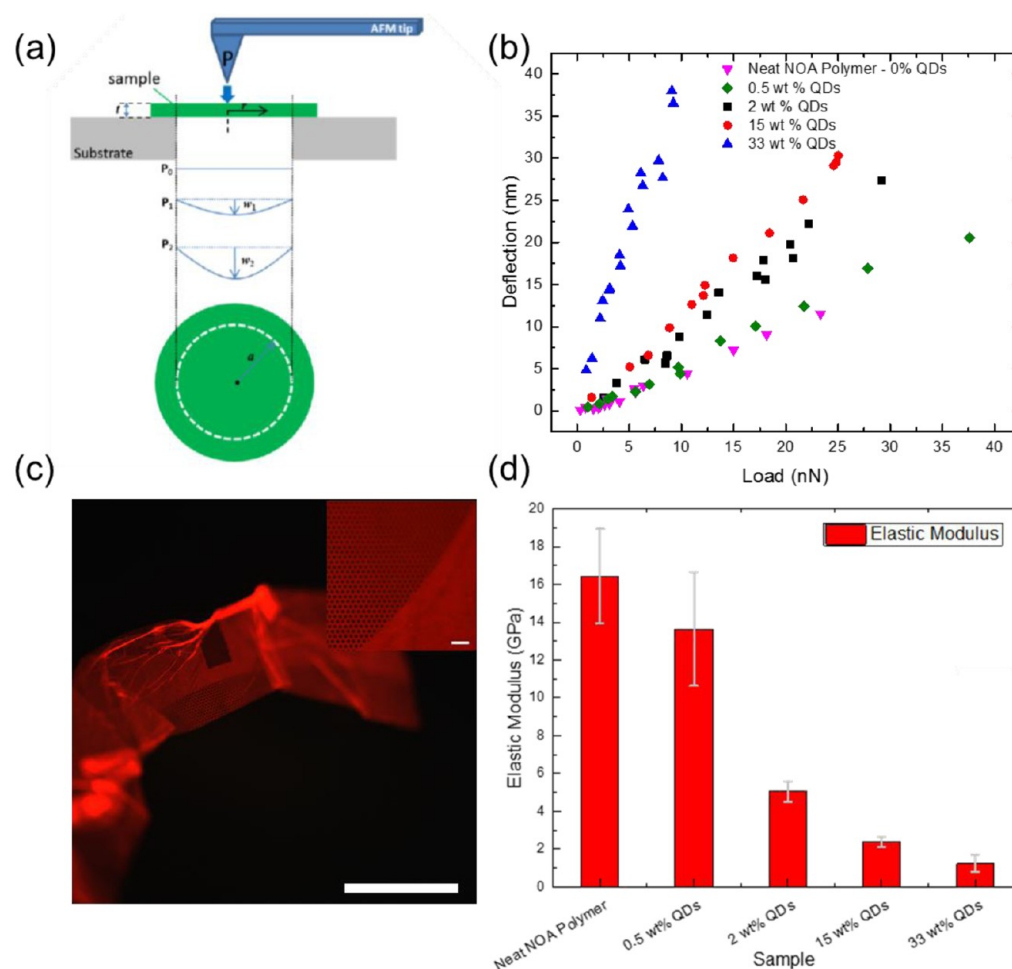 (a)
AFM tip
P
sample
r
t
Substrate
P₀
P₁
w₁
P₂
w₂
a
(b)
Neat NOA Polymer - 0% QDs
0.5 wt % QDs
2 wt % QDs
15 wt % QDs
33 wt % QDs
40
35
30
25
20
15
10
5
0
Deflection (nm)
0 5 10 15 20 25 30 35 40
Load (nN)
(c)
(d)
Elastic Modulus
20
18
16
14
12
10
8
6
4
2
0
Elastic Modulus (GPa)
Neat NOA Polymer
0.5 wt% QDs
2 wt% QDs
15 wt% QDs
33 wt% QDs
Sample